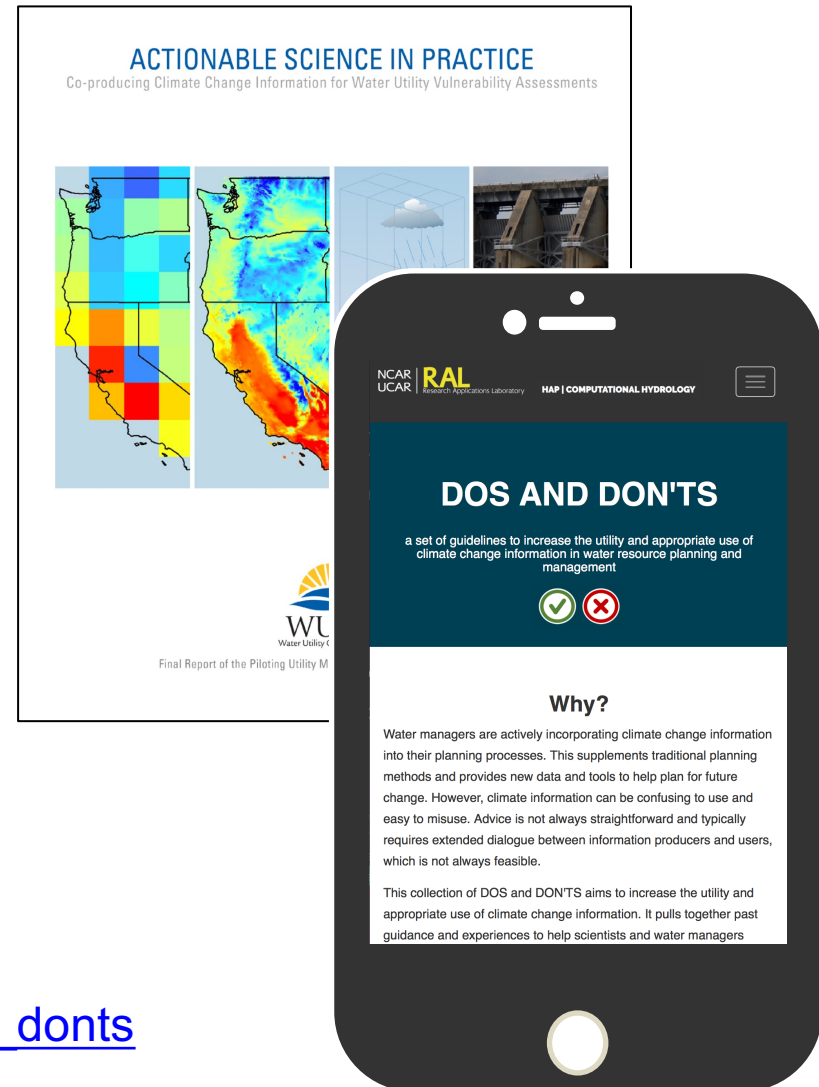 ACTIONABLE SCIENCE IN PRACTICE
Co-producing Climate Change Information for Water Utility Vulnerability Assessments
Water Utility
Final Report of the Piloting Utility M
NCAR
UCAR
RAL
Research Applications Laboratory
HAP | COMPUTATIONAL HYDROLOGY
DOS AND DON'TS
a set of guidelines to increase the utility and appropriate use of
climate change information in water resource planning and
management
Why?
Water managers are actively incorporating climate change information
into their planning processes. This supplements traditional planning
methods and provides new data and tools to help plan for future
change. However, climate information can be confusing to use and
easy to misuse. Advice is not always straightforward and typically
requires extended dialogue between information producers and users,
which is not always feasible.
This collection of DOS and DON'TS aims to increase the utility and
appropriate use of climate change information. It pulls together past
guidance and experiences to help scientists and water managers
_donts